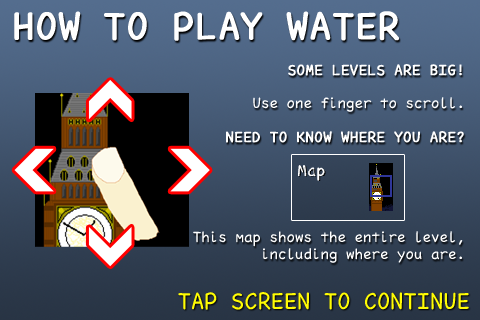 HOW TO PLAY WATER
SOME LEVELS ARE BIG!
Use one finger to scroll.
NEED TO KNOW WHERE YOU ARE?
Map
This map shows the entire level,
including where you are.
TAP SCREEN TO CONTINUE